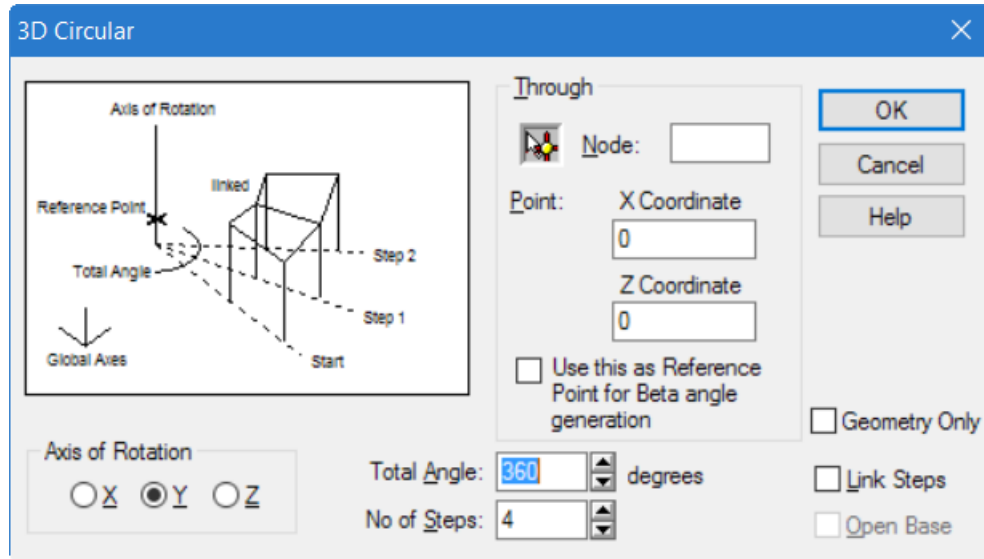 3D Circular
Axis of Rotation
linked
Reference Point
Step 2
Total Angle
Step 1
Global Axes
Start
Through
Node:
Point:
X Coordinate
0
Z Coordinate
0
Use this as Reference
Point for Beta angle
generation
OK
Cancel
Help
Geometry Only
Link Steps
Open Base
Axis of Rotation
X Y Z
Total Angle: 360 degrees
No of Steps: 4